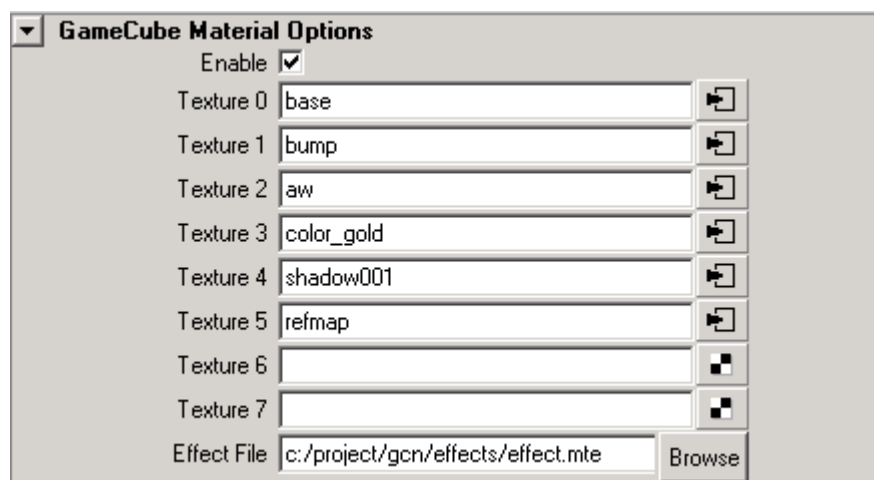 GameCube Material Options
Enable
Texture 0 base
Texture 1 bump
Texture 2 aw
Texture 3 color_gold
Texture 4 shadow001
Texture 5 refmap
Texture 6
Texture 7
Effect File c:/project/gcn/effects/effect.mte Browse